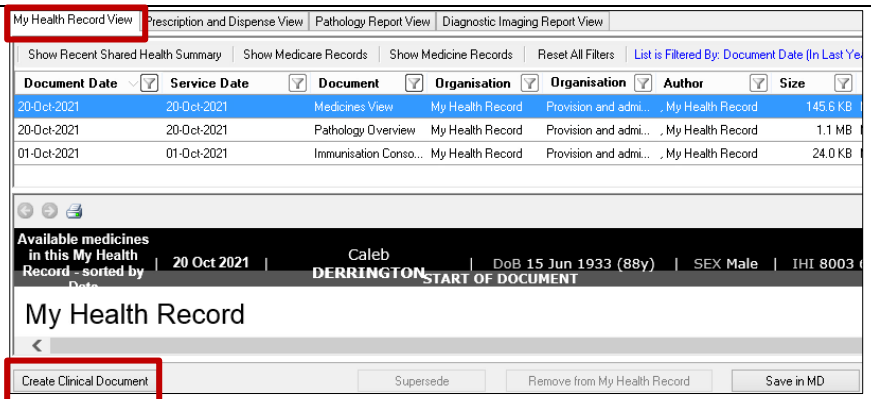 My Health Record View Prescription and Dispense View Pathology Report View Diagnostic Imaging Report View
Show Recent Shared Health Summary Show Medicare Records Show Medicine Records Reset All Filters List is Filtered By: Document Date (In Last Ye
Document Date Service Date Document Organisation Organisation Author Size
20-Oct-2021 20-Oct-2021 Medicines View My Health Record Provision and admi... , My Health Record 145.6 KB
20-Oct-2021 20-Oct-2021 Pathology Overview My Health Record Provision and admi... , My Health Record 1.1 MB
01-Oct-2021 01-Oct-2021 Immunisation Conso... My Health Record Provision and admi... , My Health Record 24.0 KB
Available medicines
in this My Health
Record - sorted by
Date
| 20 Oct 2021 | Caleb
DERRINGTON | DoB 15 Jun 1933 (88y) | SEX Male | IHI 8003
START OF DOCUMENT
My Health Record
Create Clinical Document Supersede Remove from My Health Record Save in MD